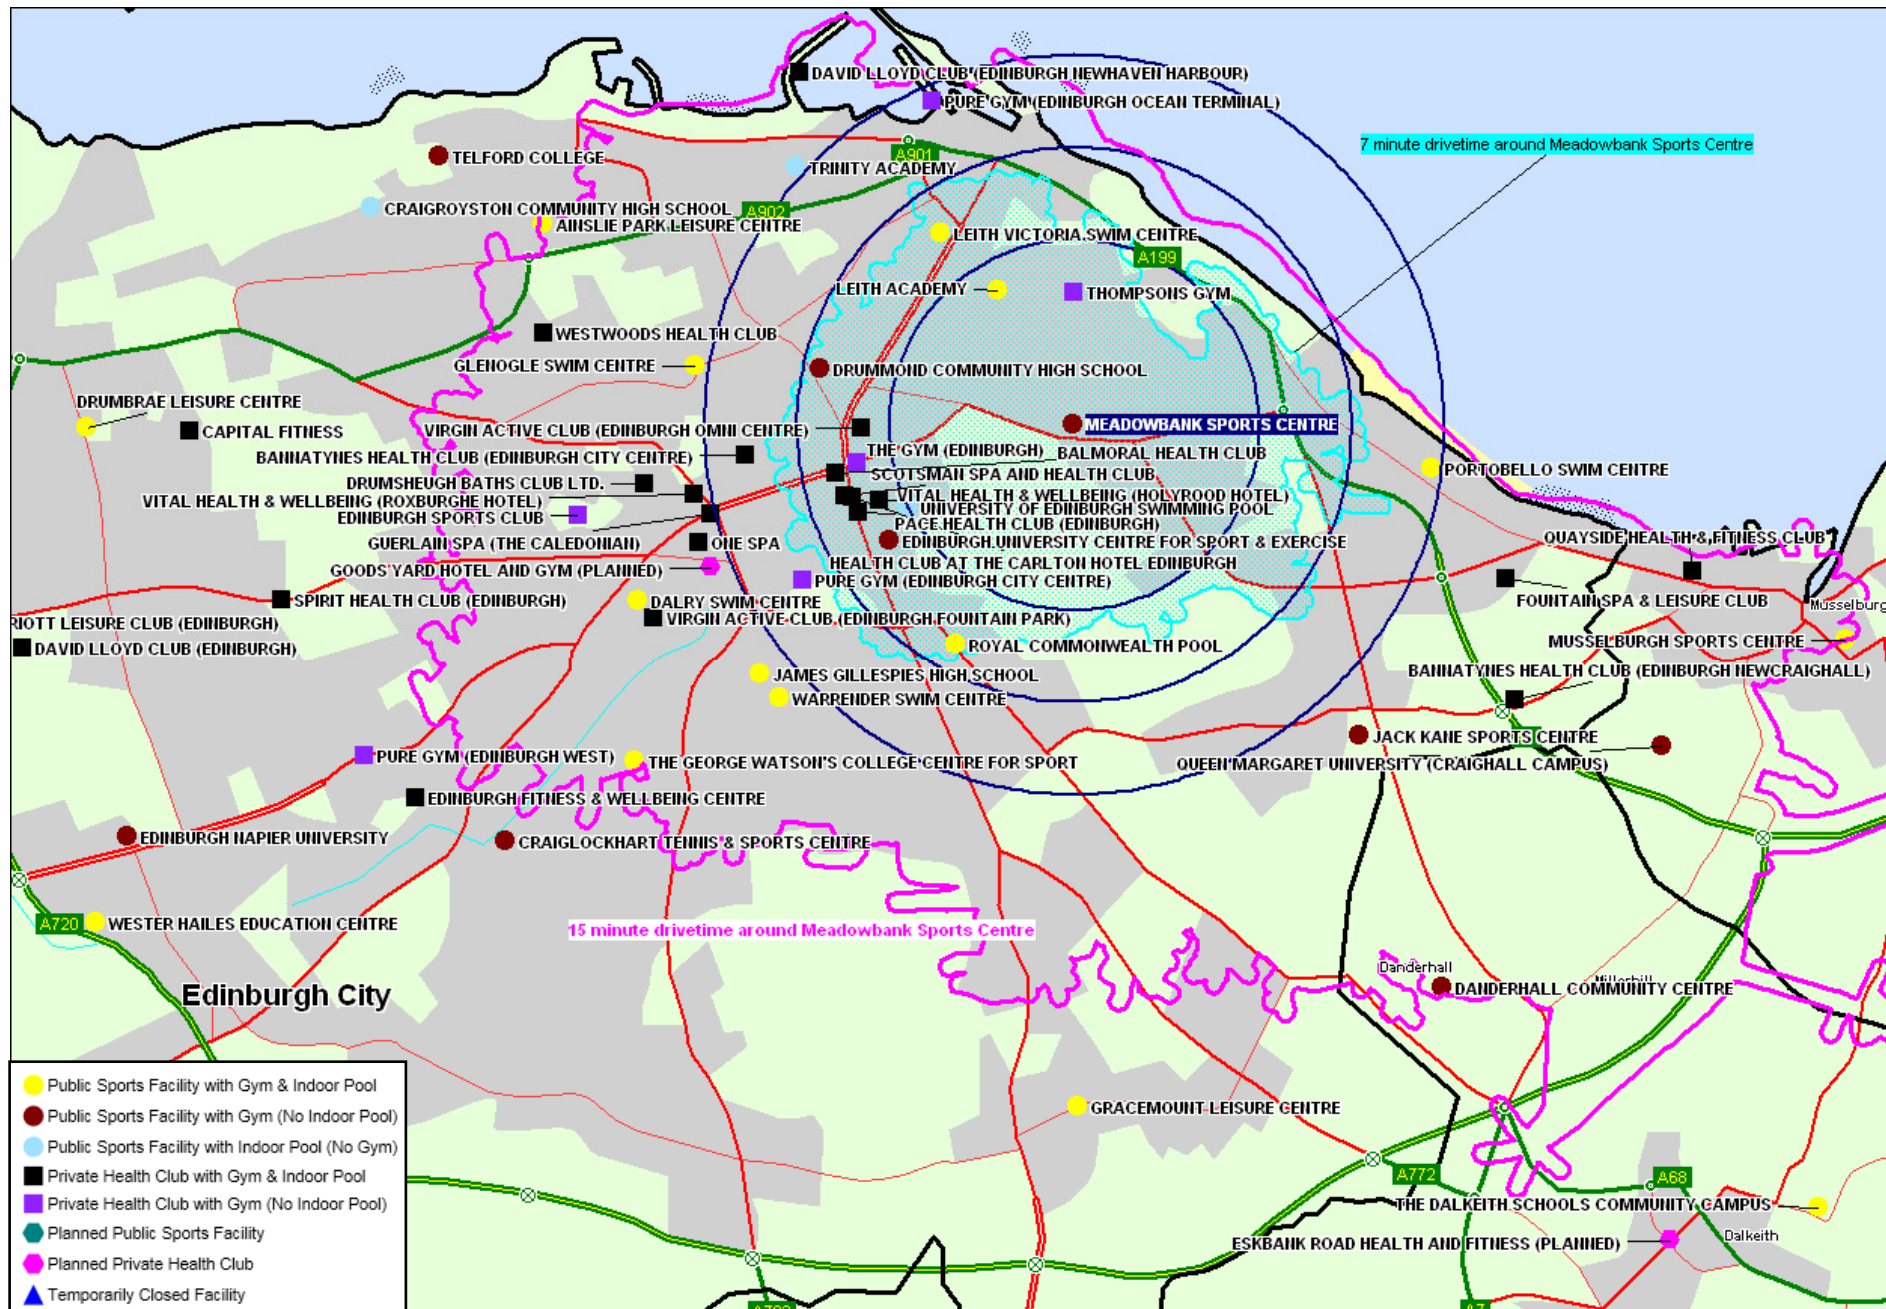 DAVID LLOYD CLUB (EDINBURGH NEWHAVEN HARBOUR)
PURE GYM (EDINBURGH OCEAN TERMINAL)
7 minute drivetime around Meadowbank Sports Centre
TELFORD COLLEGE
A901
TRINITY ACADEMY
CRAIGROYSTON COMMUNITY HIGH SCHOOL
A902
AINSLIE PARK LEISURE CENTRE
LEITH VICTORIA SWIM CENTRE
A199
LEITH ACADEMY
THOMPSONS GYM
WESTWOODS HEALTH CLUB
GLENOGLE SWIM CENTRE
DRUMMOND COMMUNITY HIGH SCHOOL
DRUMBRAE LEISURE CENTRE
CAPITAL FITNESS
VIRGIN ACTIVE CLUB (EDINBURGH OMNI CENTRE)
MEADOWBANK SPORTS CENTRE
BANNATYNES HEALTH CLUB (EDINBURGH CITY CENTRE)
THE GYM (EDINBURGH)
BALMORAL HEALTH CLUB
PORTOBELLO SWIM CENTRE
SCOTSMAN SPA AND HEALTH CLUB
DRUMSHEUGH BATHS CLUB LTD.
VITAL HEALTH & WELLBEING (ROXBURGHE HOTEL)
VITAL HEALTH & WELLBEING (HOLYROOD HOTEL)
UNIVERSITY OF EDINBURGH SWIMMING POOL
EDINBURGH SPORTS CLUB
PACE HEALTH CLUB (EDINBURGH)
GUERLAIN SPA (THE CALEDONIAN)
ONE SPA
EDINBURGH UNIVERSITY CENTRE FOR SPORT & EXERCISE
QUAYSIDE HEALTH & FITNESS CLUB
HEALTH CLUB AT THE CARLTON HOTEL EDINBURGH
GOODS YARD HOTEL AND GYM (PLANNED)
PURE GYM (EDINBURGH CITY CENTRE)
SPIRIT HEALTH CLUB (EDINBURGH)
DALRY SWIM CENTRE
FOUNTAIN SPA & LEISURE CLUB
Musselburg
RIOTT LEISURE CLUB (EDINBURGH)
VIRGIN ACTIVE CLUB (EDINBURGH FOUNTAIN PARK)
MUSSELBURGH SPORTS CENTRE
DAVID LLOYD CLUB (EDINBURGH)
ROYAL COMMONWEALTH POOL
JAMES GILLESPIES HIGH SCHOOL
BANNATYNES HEALTH CLUB (EDINBURGH NEWCRAIGHALL)
WARRENDER SWIM CENTRE
JACK KANE SPORTS CENTRE
PURE GYM (EDINBURGH WEST)
THE GEORGE WATSON'S COLLEGE CENTRE FOR SPORT
QUEEN MARGARET UNIVERSITY (CRAIGHALL CAMPUS)
EDINBURGH FITNESS & WELLBEING CENTRE
EDINBURGH NAPIER UNIVERSITY
CRAIGLOCKHART TENNIS & SPORTS CENTRE
A720
WESTER HAILES EDUCATION CENTRE
15 minute drivetime around Meadowbank Sports Centre
Danderhall
Millerhill
DANDERHALL COMMUNITY CENTRE
Edinburgh City
GRACEMOUNT LEISURE CENTRE
A772
A68
THE DALKEITH SCHOOLS COMMUNITY CAMPUS
ESKBANK ROAD HEALTH AND FITNESS (PLANNED)
Dalkeith
A7
Public Sports Facility with Gym & Indoor Pool
Public Sports Facility with Gym (No Indoor Pool)
Public Sports Facility with Indoor Pool (No Gym)
Private Health Club with Gym & Indoor Pool
Private Health Club with Gym (No Indoor Pool)
Planned Public Sports Facility
Planned Private Health Club
Temporarily Closed Facility